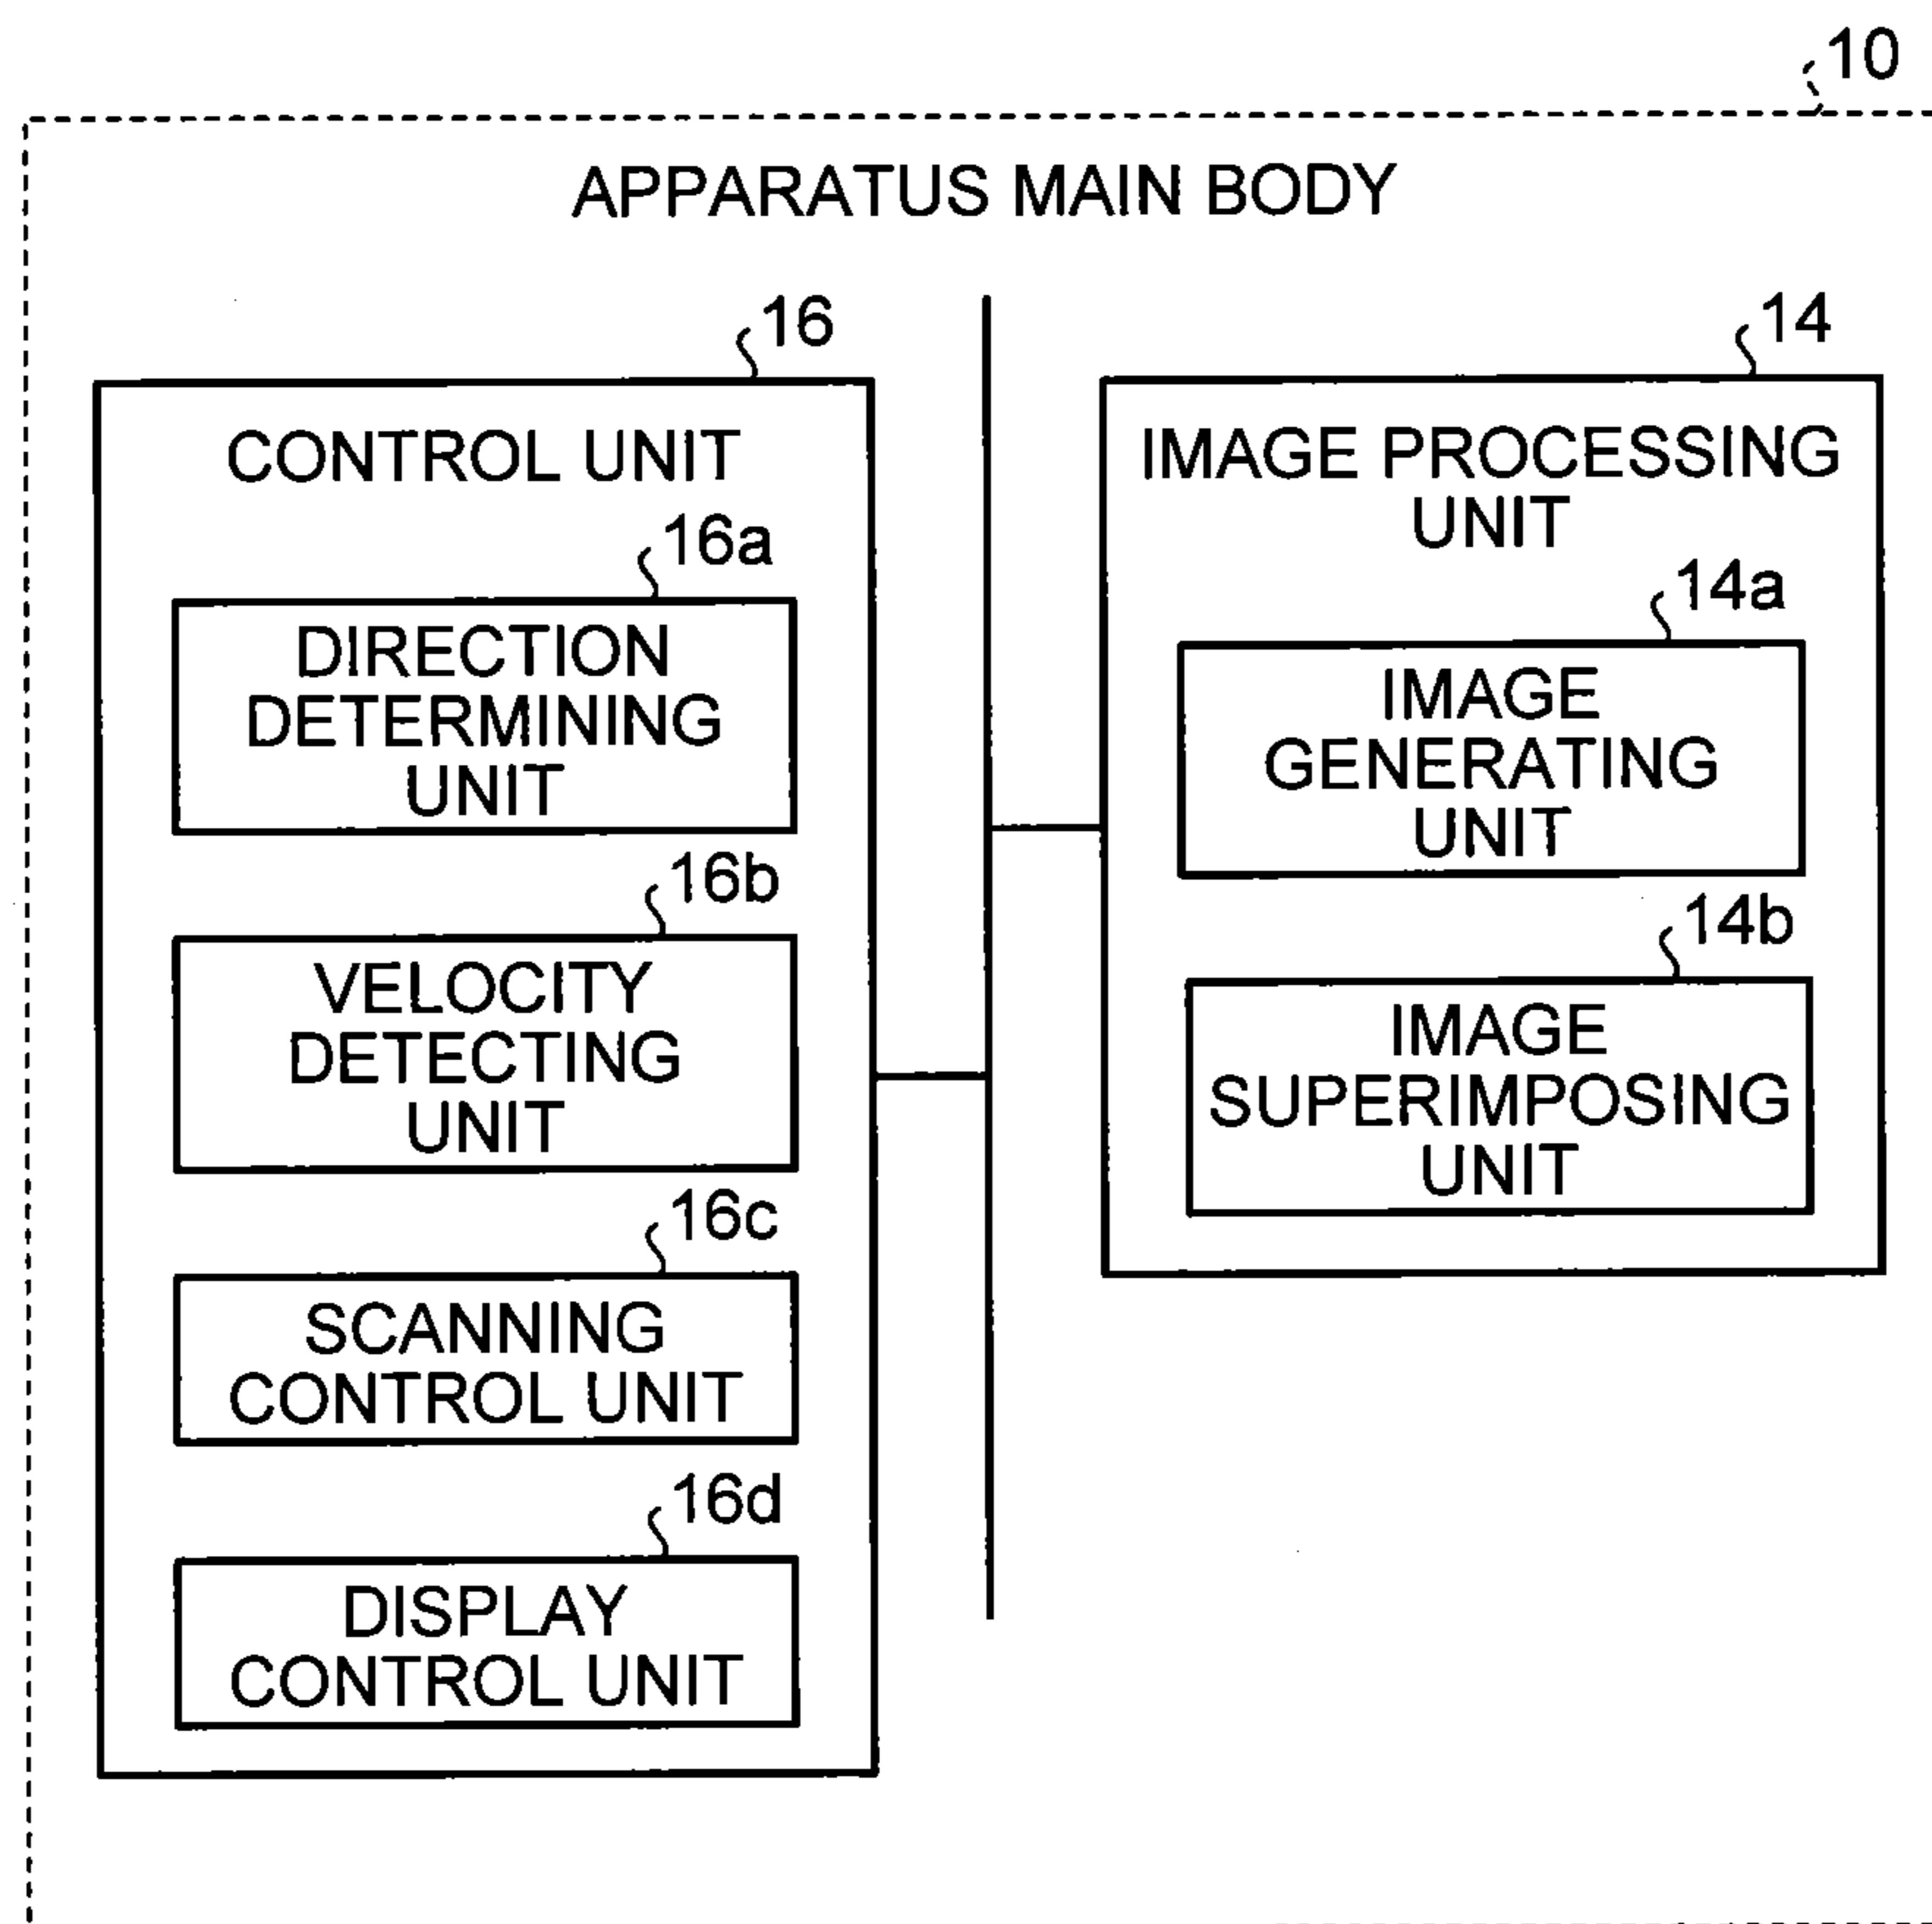 10
APPARATUS MAIN BODY
16
CONTROL UNIT
16a
DIRECTION
DETERMINING
UNIT
16b
VELOCITY
DETECTING
UNIT
16c
SCANNING
CONTROL UNIT
16d
DISPLAY
CONTROL UNIT
14
IMAGE PROCESSING
UNIT
14a
IMAGE
GENERATING
UNIT
14b
IMAGE
SUPERIMPOSING
UNIT